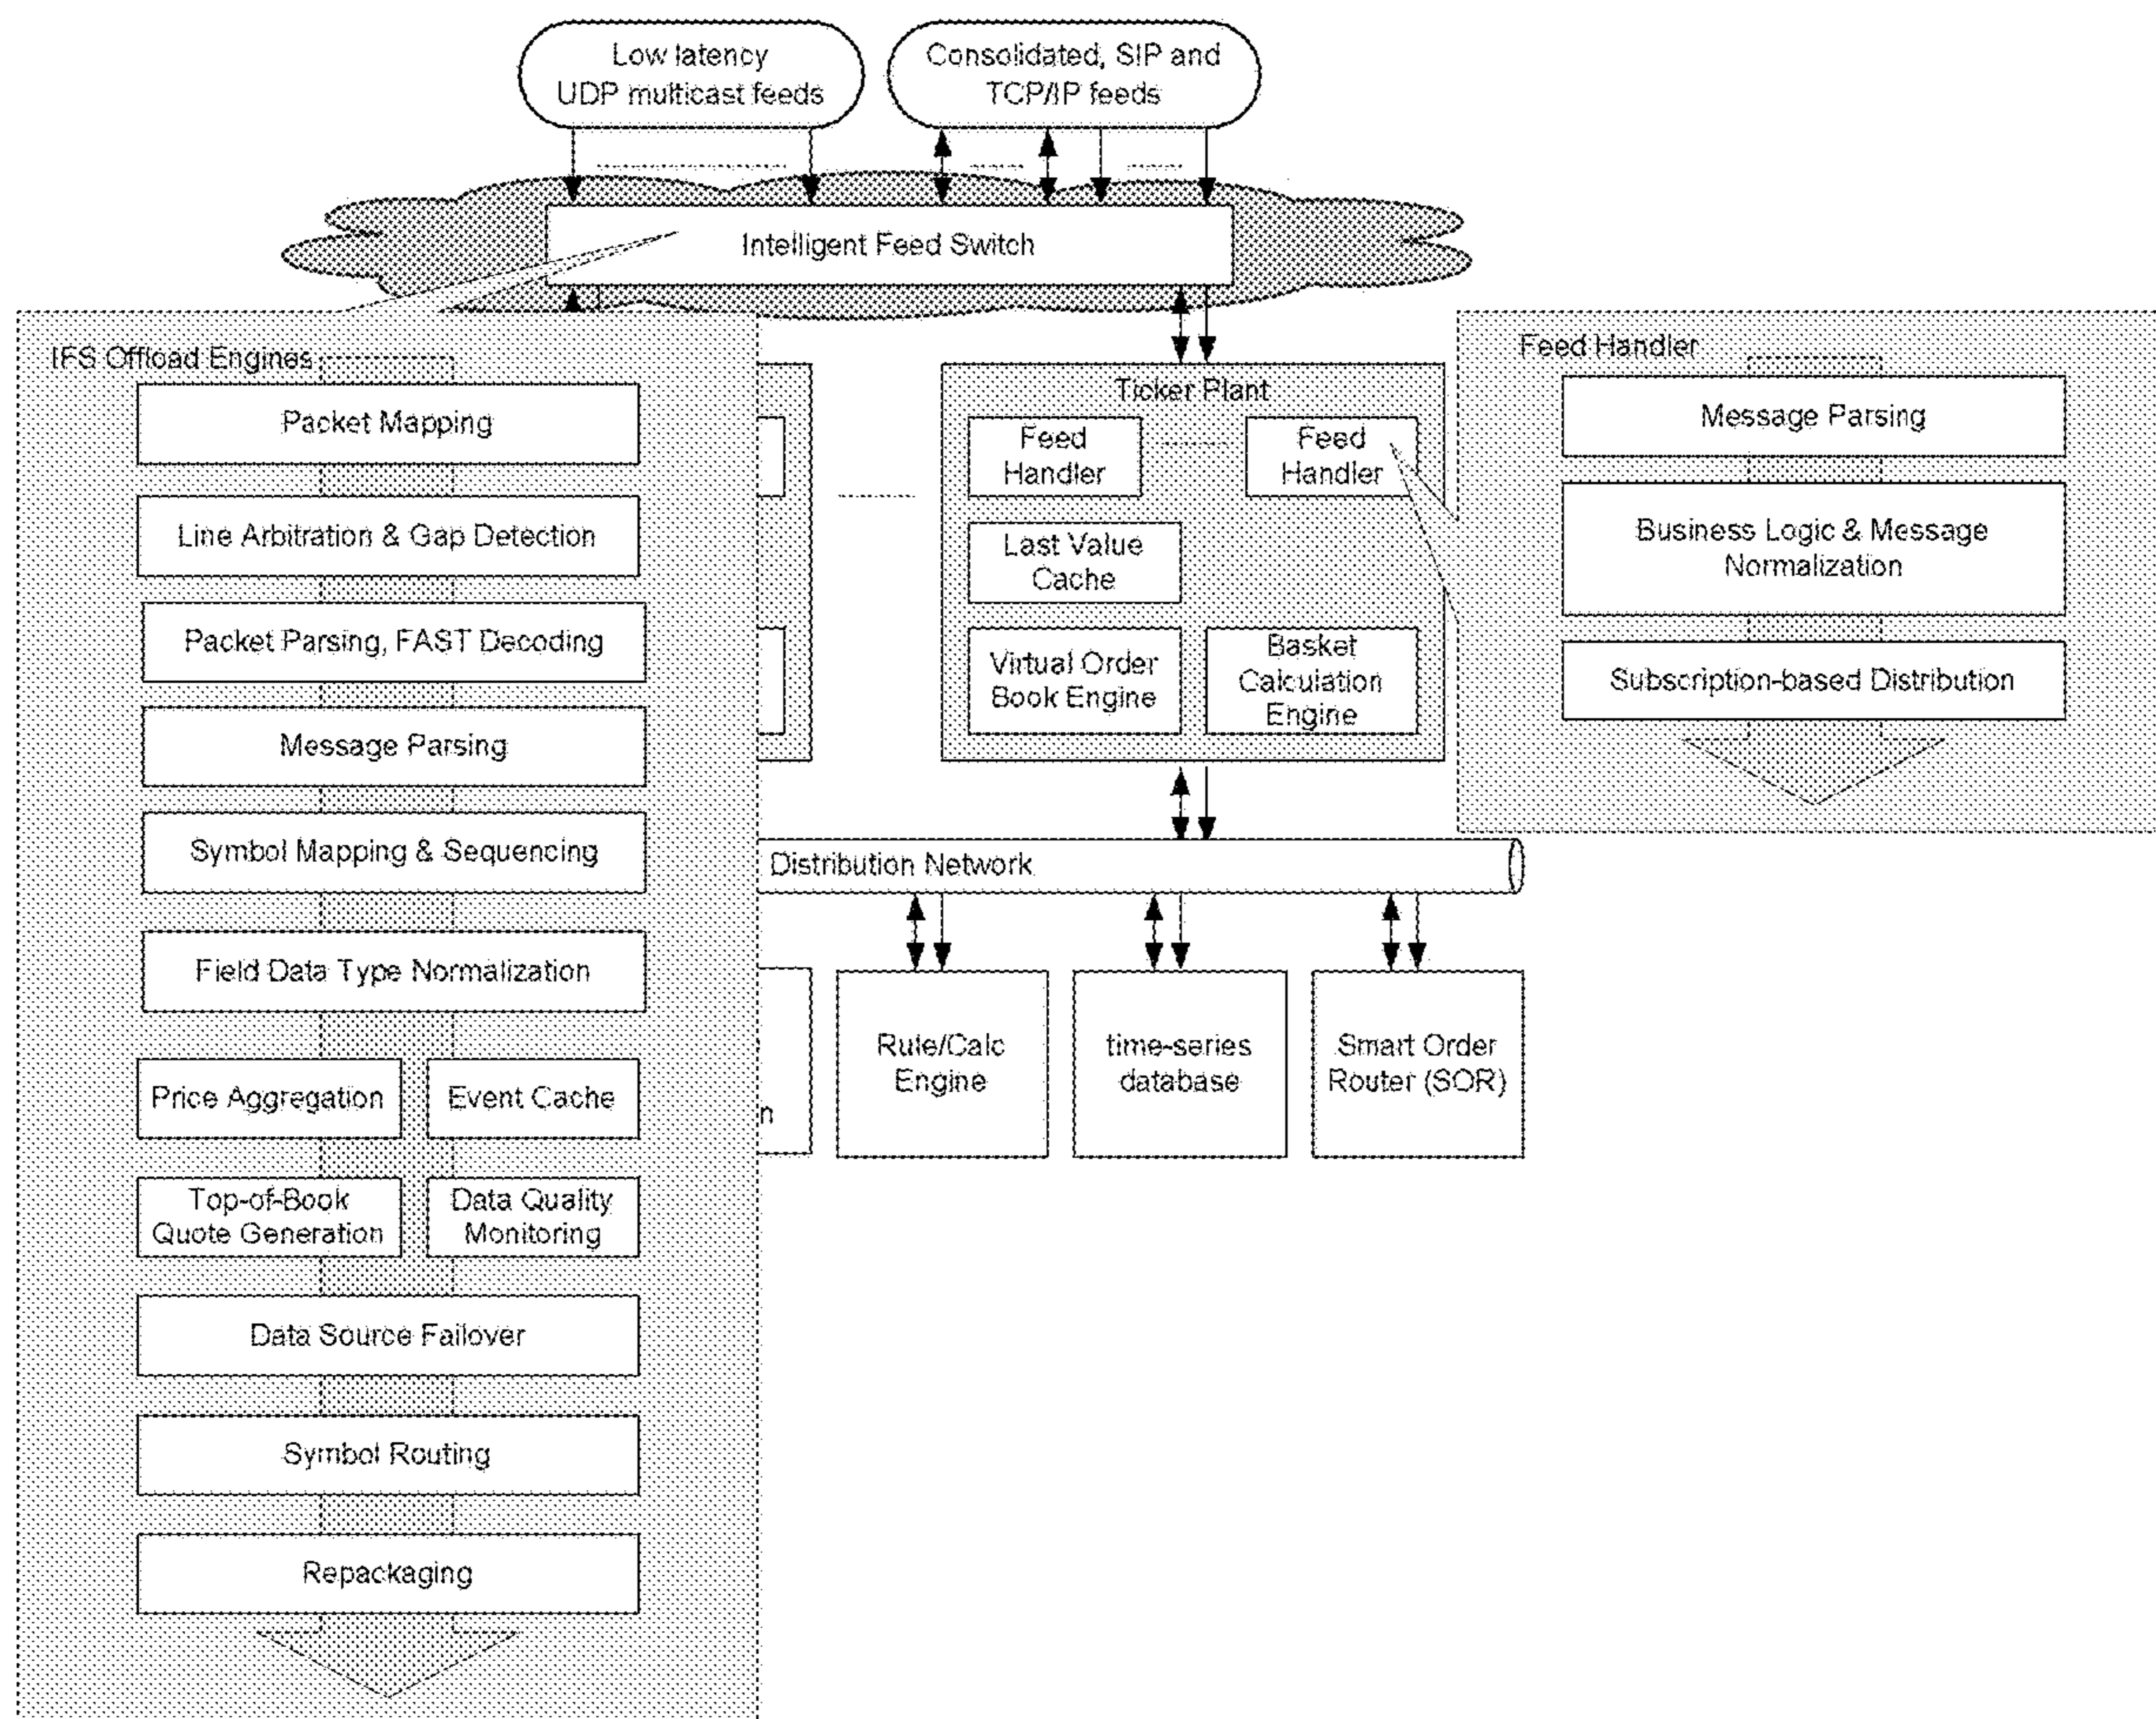 Low latency
UDP multicast feeds
Consolidated, SIP and
TCP/IP feeds
Intelligent Feed Switch
IFS Offload Engines
Packet Mapping
Line Arbitration & Gap Detection
Packet Parsing, FAST Decoding
Message Parsing
Symbol Mapping & Sequencing
Field Data Type Normalization
Price Aggregation
Event Cache
Top-of-Book
Quote Generation
Data Quality
Monitoring
Data Source Failover
Symbol Routing
Repackaging
Ticker Plant
Feed
Handler
Feed
Handler
Last Value
Cache
Virtual Order
Book Engine
Basket
Calculation
Engine
Feed Handler
Message Parsing
Business Logic & Message
Normalization
Subscription-based Distribution
Distribution Network
n
Rule/Calc
Engine
time-series
database
Smart Order
Router (SOR)